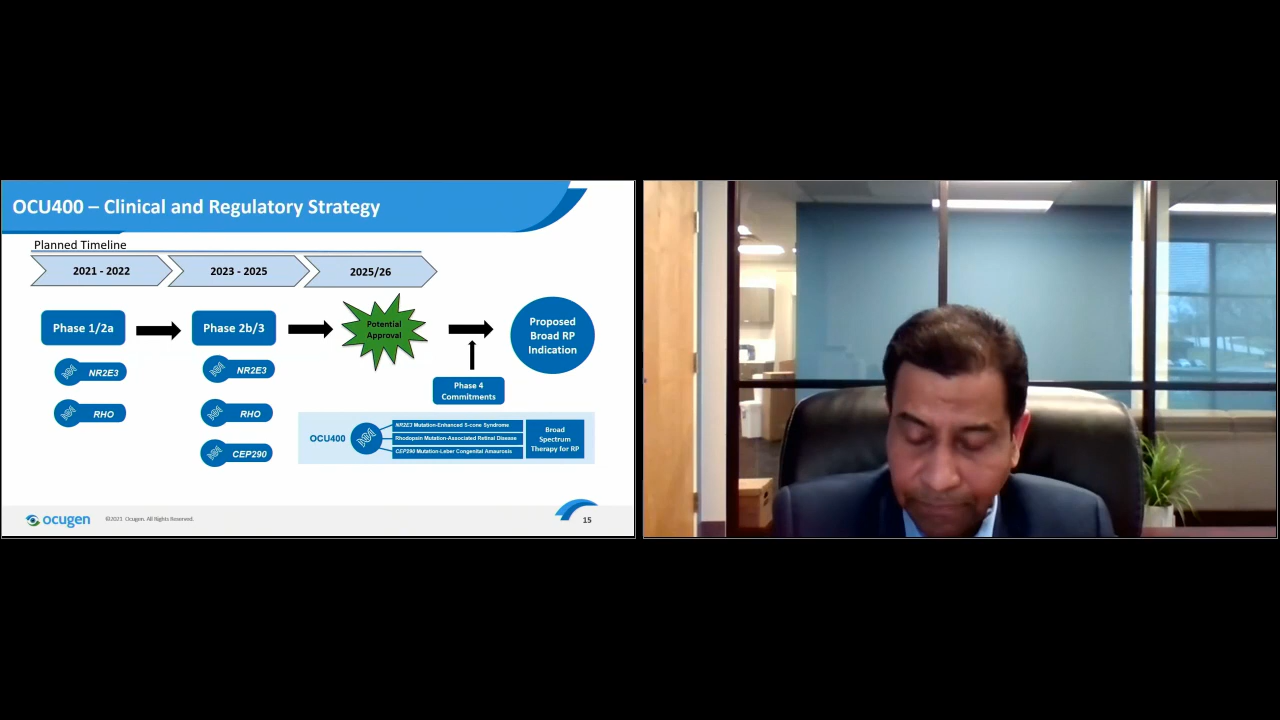 OCU400 – Clinical and Regulatory Strategy
Planned Timeline
2021 - 2022
2023 - 2025
2025/26
Phase 1/2a
Phase 2b/3
Potential
Approval
Proposed
Broad RP
Indication
NR2E3
NR2E3
Phase 4
Commitments
RHO
RHO
CEP290
OCU400
NR2E3 Mutation-Enhanced S-cone Syndrome
Rhodopsin Mutation-Associated Retinal Disease
CEP290 Mutation-Leber Congenital Amaurosis
Broad
Spectrum
Therapy for RP
ocugen
©2021 Ocugen. All Rights Reserved.
15